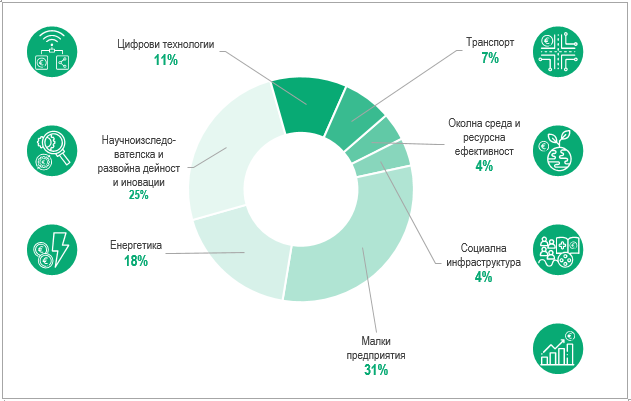 Цифрови технологии
11%
Транспорт
7%
Околна среда и
ресурсна
ефективност
4%
Научноизследо-
вателска и
развойна дейност
и иновации
25%
Енергетика
18%
Социална
инфраструктура
4%
Малки
предприятия
31%